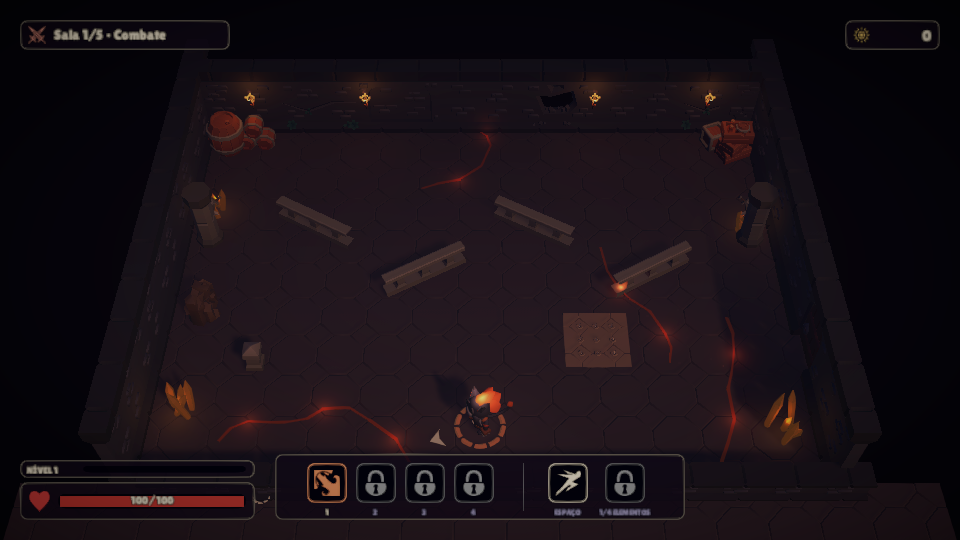 Sala 1/5 - Combate
0
NÍVEL 1
100/100
1
2
3
4
ESPAÇO
1/4 ELEMENTOS